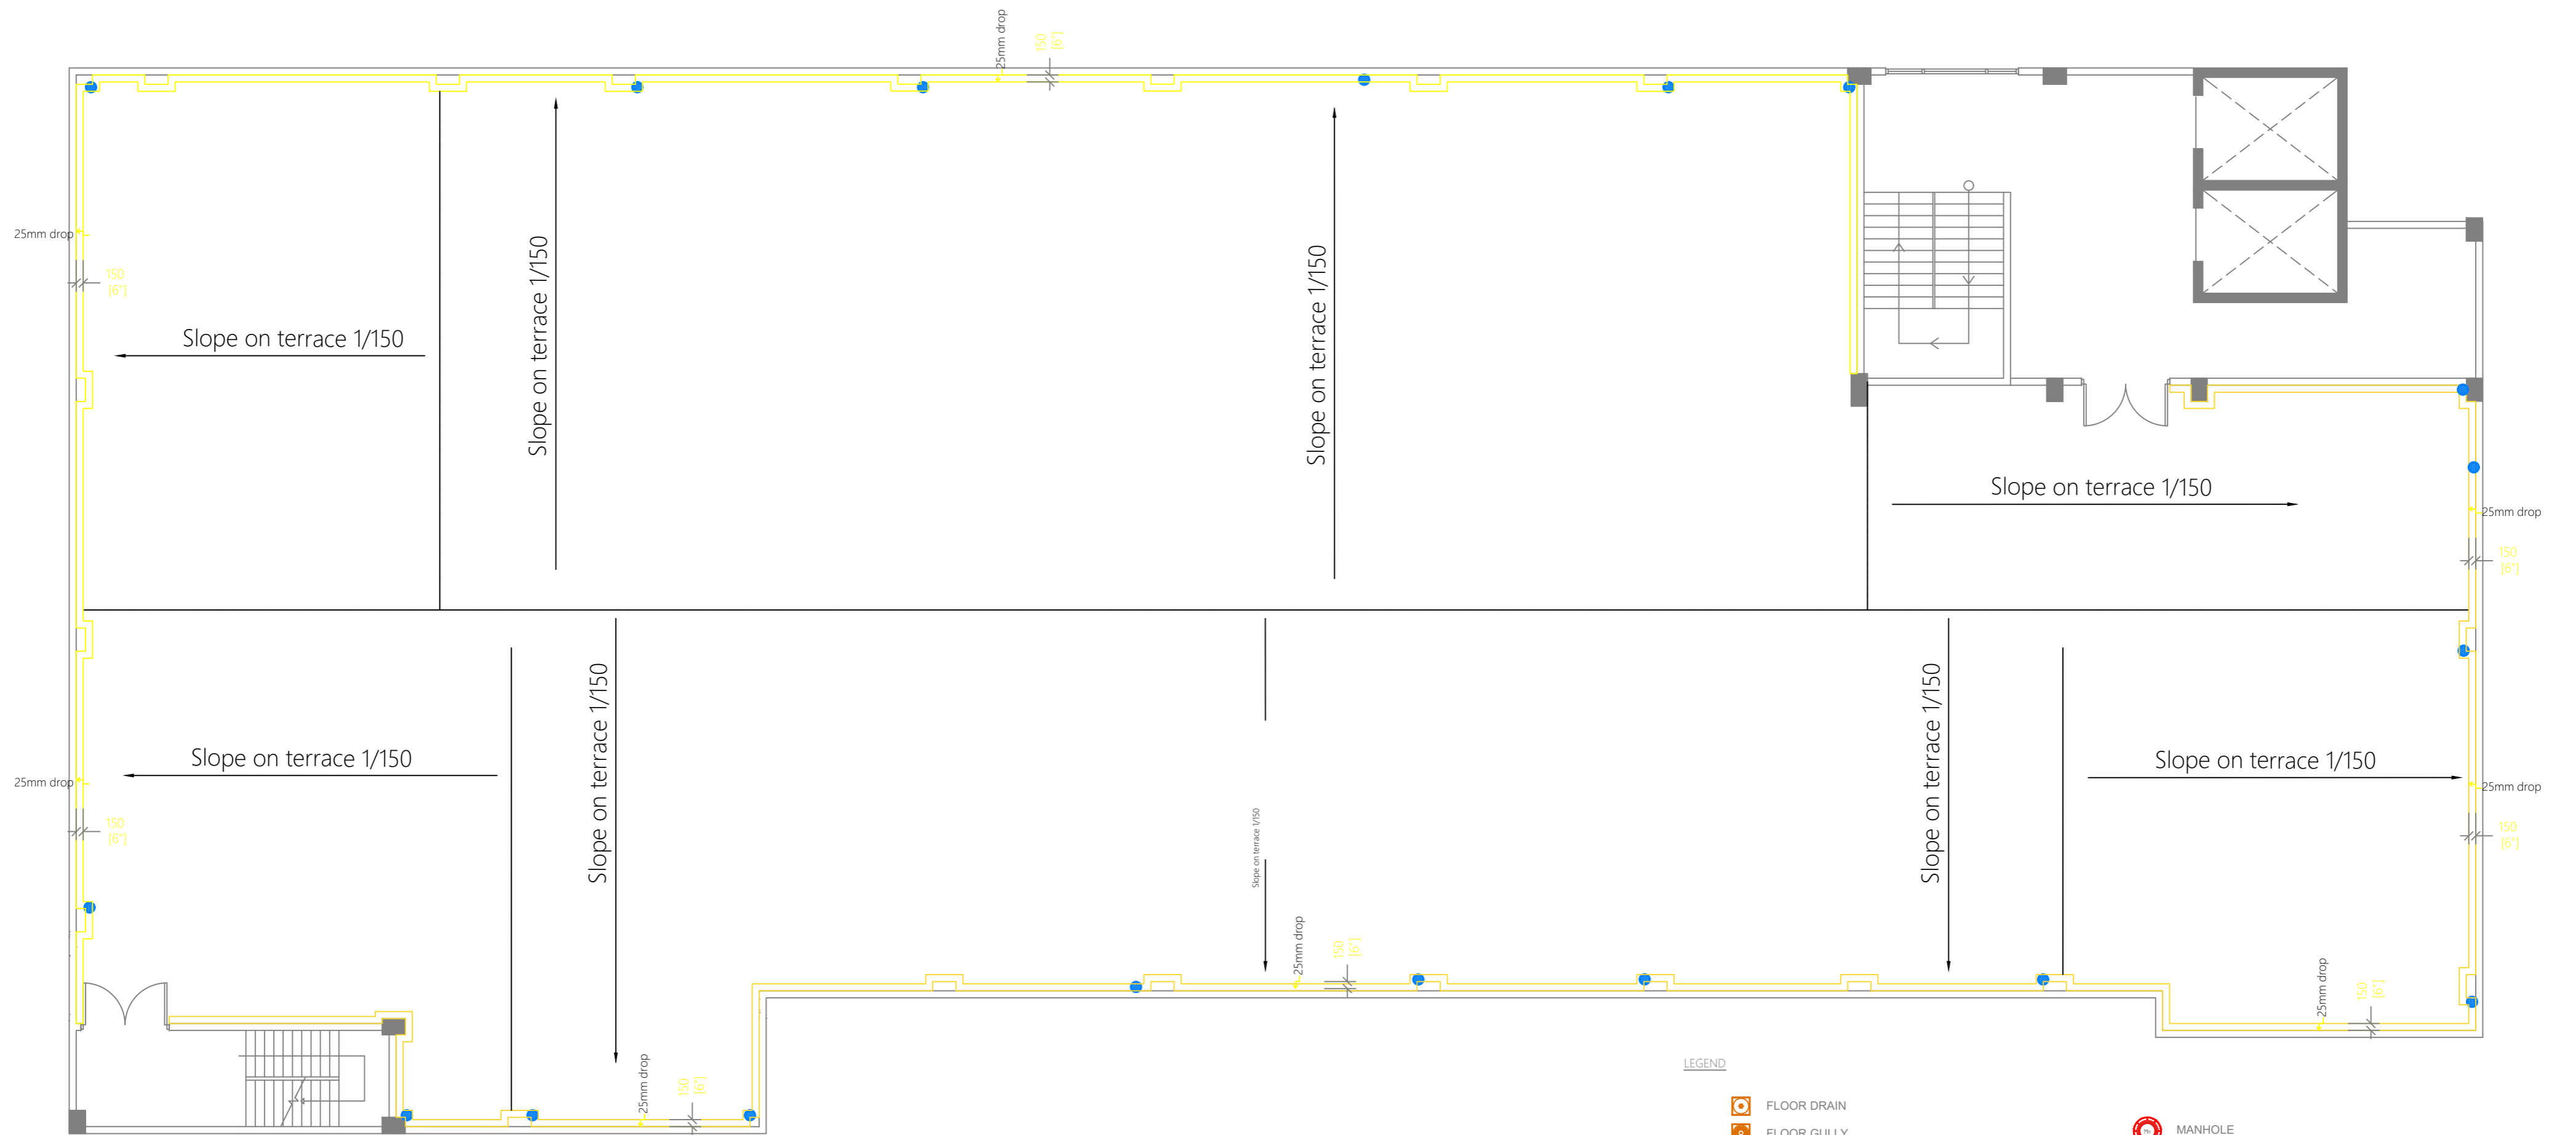 25mm drop
150
[6"]
25mm drop
150
[6"]
Slope on terrace 1/150
Slope on terrace 1/150
Slope on terrace 1/150
Slope on terrace 1/150
25mm drop
150
[6"]
Slope on terrace 1/150
Slope on terrace 1/150
Slope on terrace 1/150
Slope on terrace 1/150
Slope on terrace 1/150
25mm drop
150
[6"]
25mm drop
150
[6"]
25mm drop
150
[6"]
25mm drop
150
[6"]
25mm drop
150
[6"]
LEGEND
FLOOR DRAIN
FLOOR GULLY
MANHOLE